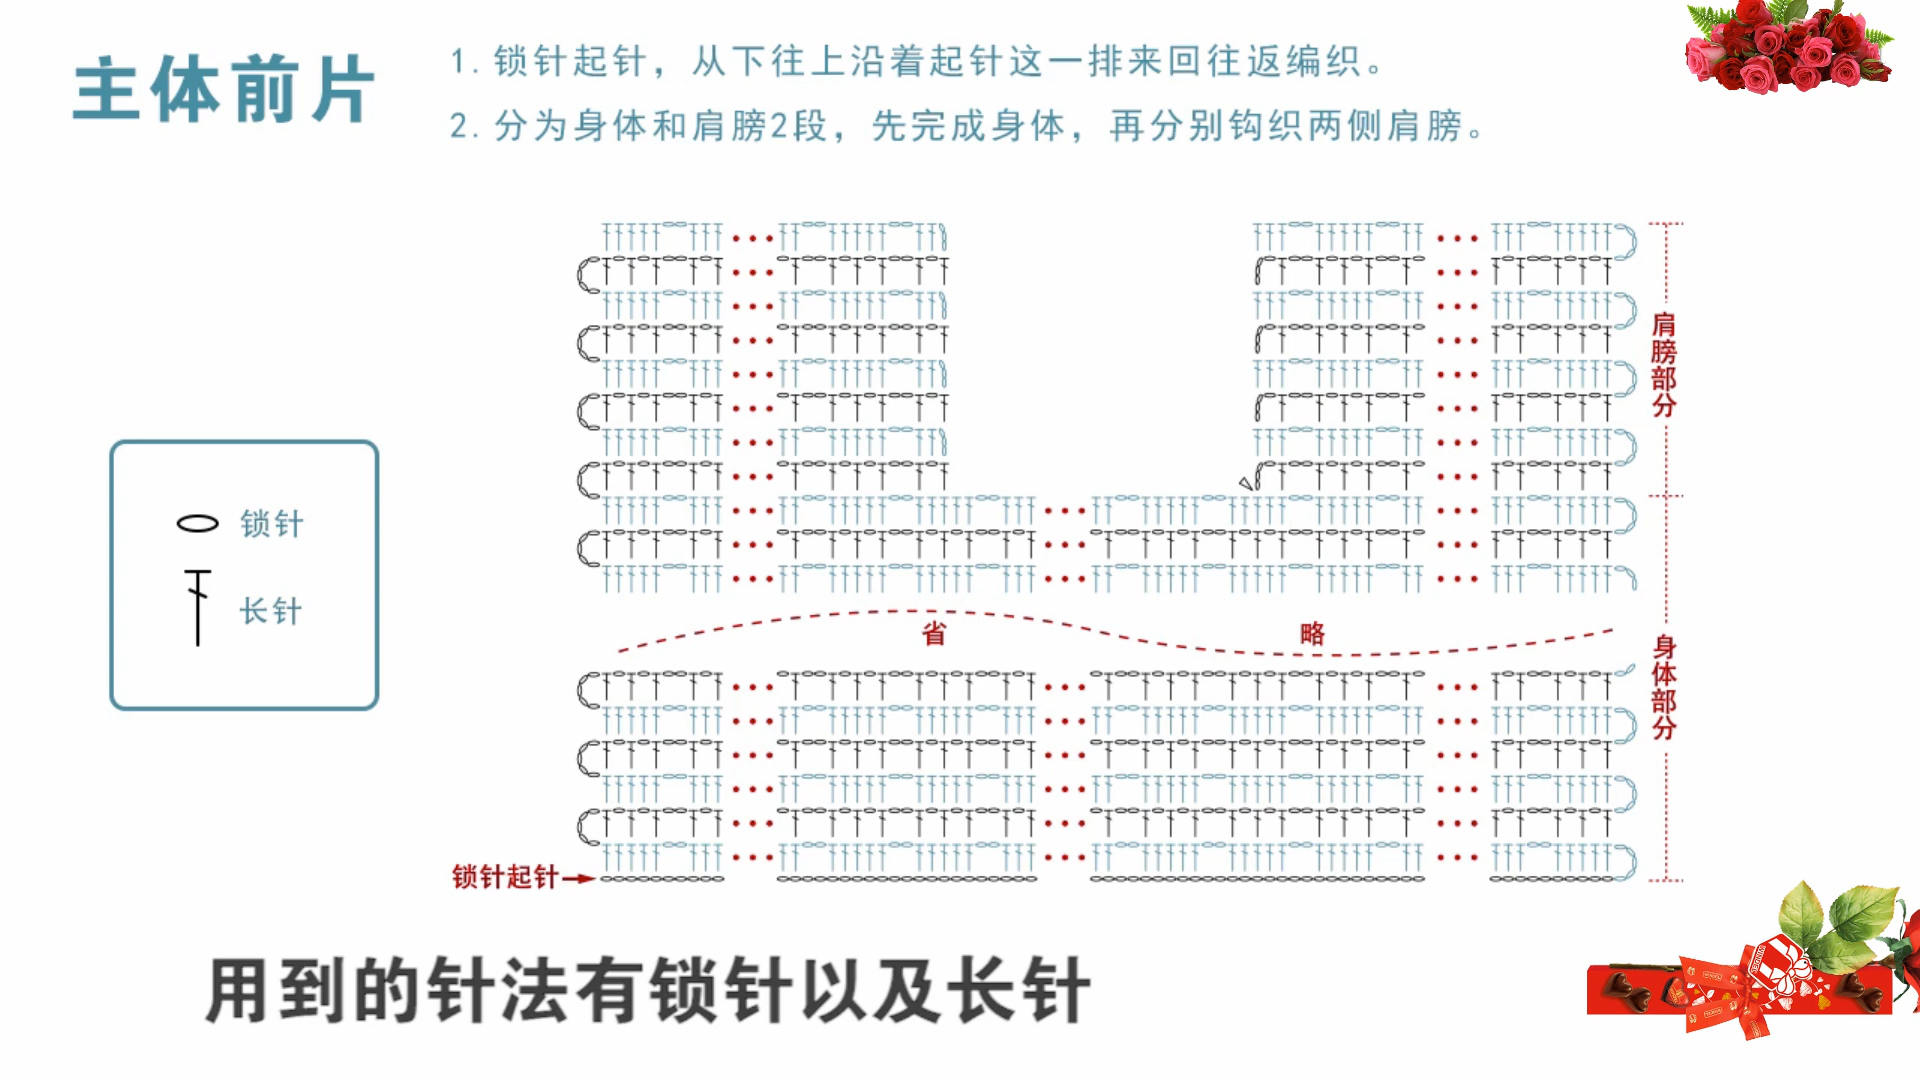 主体前片
1. 锁针起针，从下往上沿着起针这一排来回往返编织。
2. 分为身体和肩膀2段，先完成身体，再分别钩织两侧肩膀。
肩膀部分
锁针
长针
省略
身体部分
锁针起针
用到的针法有锁针以及长针